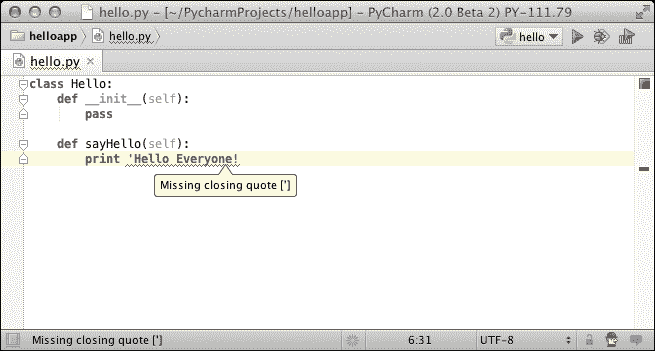 hello.py - [~/PycharmProjects/helloapp] - PyCharm (2.0 Beta 2) PY-111.79
helloapp hello.py hello
hello.py
class Hello:
def __init__(self):
pass
def sayHello(self):
print 'Hello Everyone!
Missing closing quote [']
Missing closing quote ['] 6:31 UTF-8